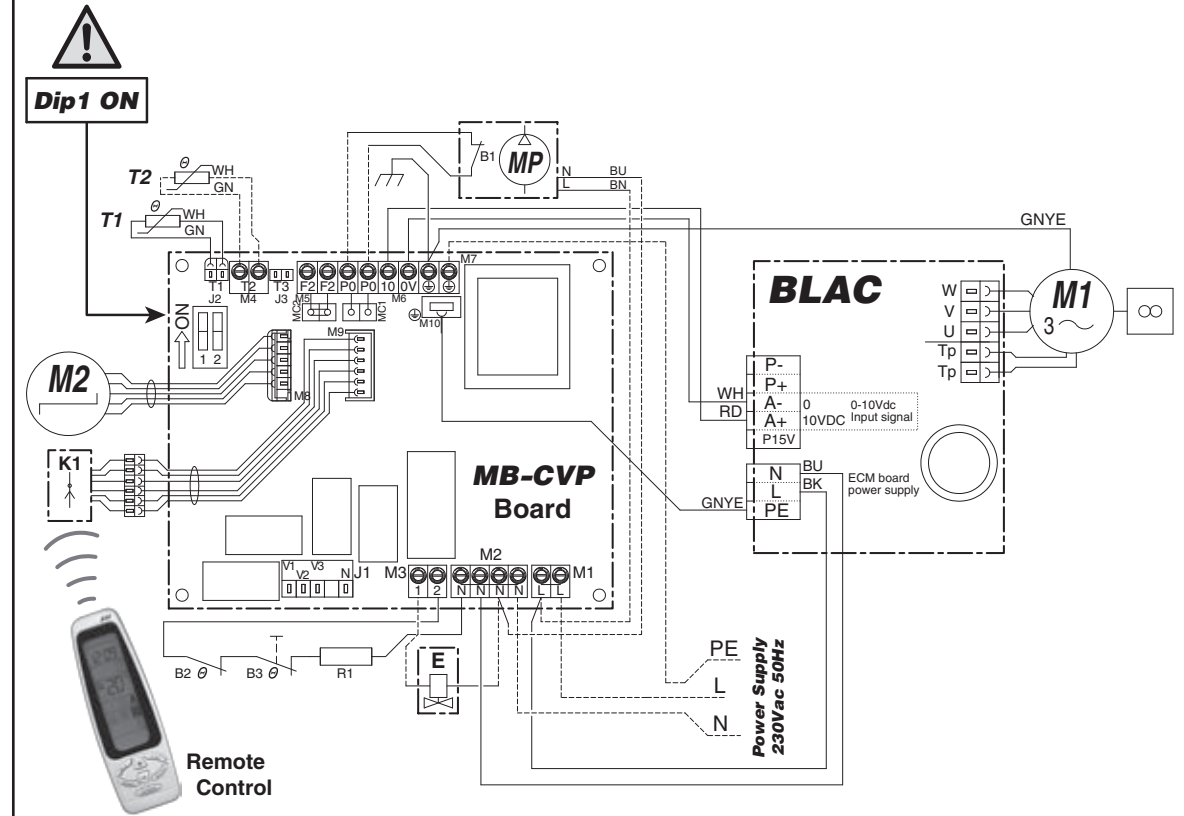 Dip1 ON
T2
θ
WH
GN
T1
θ
WH
GN
B1
MP
N
BU
L
BN
GNYE
T1
T2
T3
F2
F2
P0
P0
10
0V
M7
J2
M4
J3
M5
M6
MC2
MC1
M10
ON
1 2
M9
M8
M2
K1
MB-CVP
Board
V1
V2
V3
N
J1
M3
M2
M1
1
2
N
N
N
N
L
L
B2 θ
B3 θ
R1
E
BLAC
W
V
U
Tp
Tp
M1
3
P-
P+
WH
A-
0
0-10Vdc
RD
A+
10VDC
Input signal
P15V
N
BU
L
BK
ECM board
power supply
GNYE
PE
PE
L
N
Power Supply
230Vac 50Hz
Remote
Control